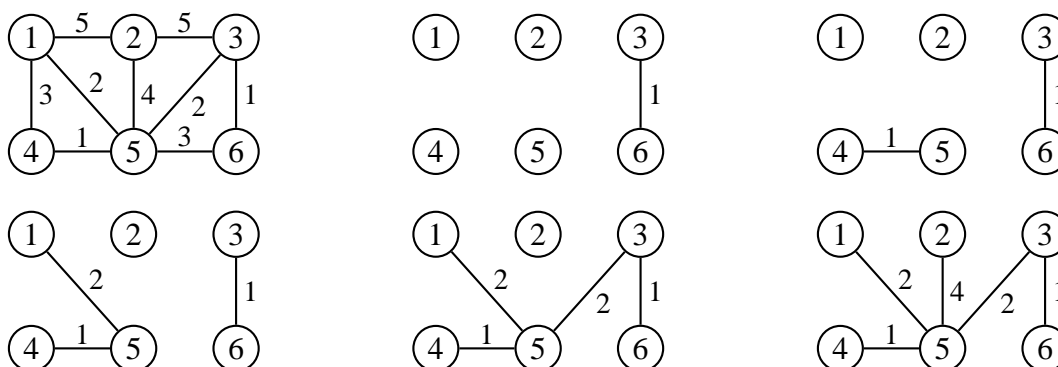 5 5
1 2 3 1 2 3 1 2 3
3 2 4 2 1 1 1
1 3 1
4 5 6 4 5 6 4 5 6
1 2 3 1 2 3 1 2 3
2 1 2 2 1 2 4 2 1
1 1 1
4 5 6 4 5 6 4 5 6